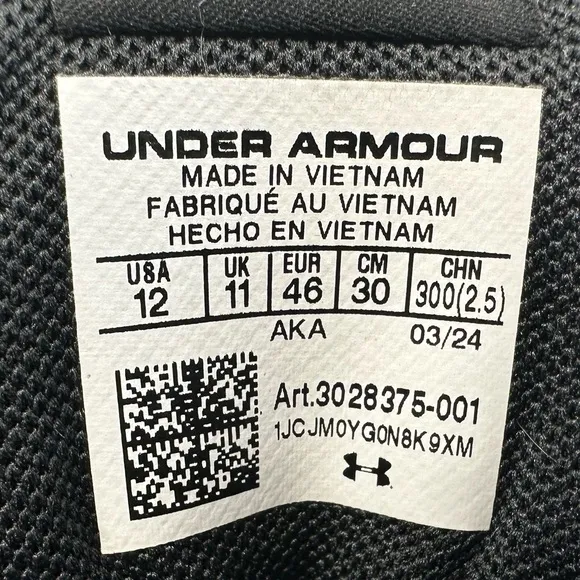 UNDER ARMOUR
MADE IN VIETNAM
FABRIQUÉ AU VIETNAM
HECHO EN VIETNAM
USA UK EUR CM CHN
12 11 46 30 300(2.5)
AKA 03/24
Art.3028375-001
1JCJM0YG0N8K9XM